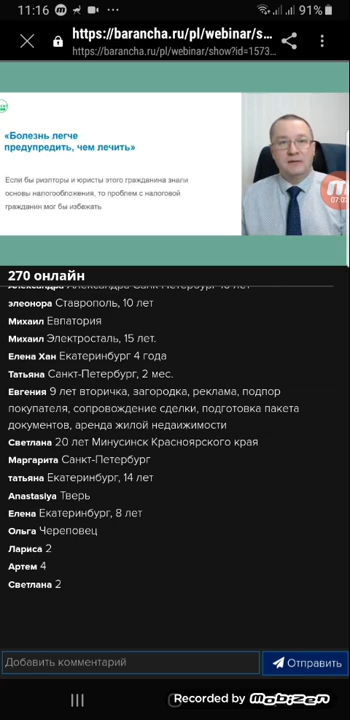 11:16
91%
https://barancha.ru/pl/webinar/s...
https://barancha.ru/pl/webinar/show?id=1573...
«Болезнь легче
предупредить, чем лечить»
Если бы риэлторы и юристы этого гражданина знали
основы налогообложения, то проблем с налоговой
гражданин мог бы избежать
270 онлайн
элеонора Ставрополь, 10 лет
Михаил Евпатория
Михаил Электросталь, 15 лет.
Елена Хан Екатеринбург 4 года
Татьяна Санкт-Петербург, 2 мес.
Евгения 9 лет вторичка, загородка, реклама, подпор
покупателя, сопровождение сделки, подготовка пакета
документов, аренда жилой недаижимости
Светлана 20 лет Минусинск Красноярского края
Маргарита Санкт-Петербург
татьяна Екатеринбург, 14 лет
Anastasiya Тверь
Елена Екатеринбург, 8 лет
Ольга Череповец
Лариса 2
Артем 4
Светлана 2
Добавить комментарий
Отправить
Recorded by Mobizen